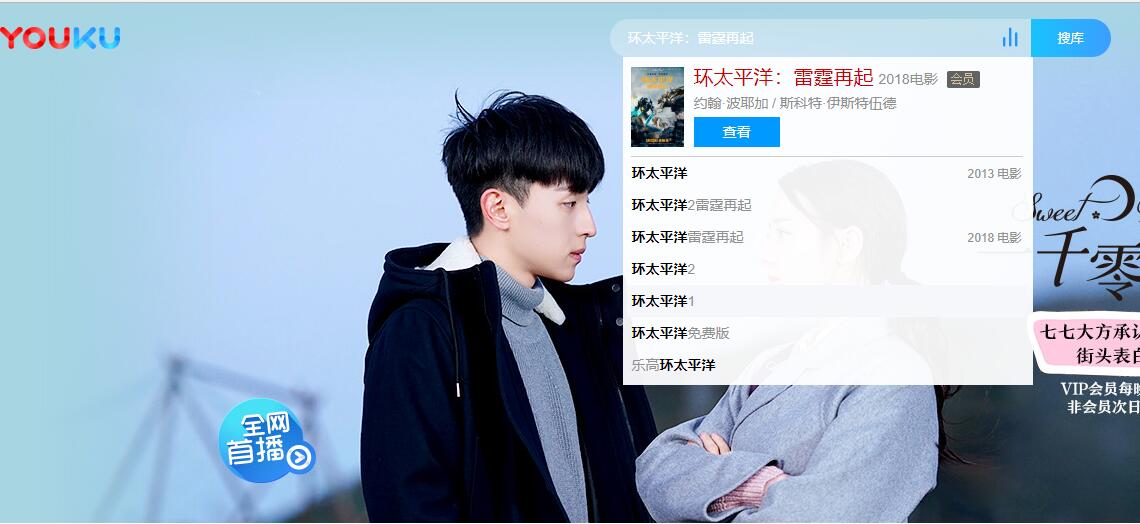 YOUKU
环太平洋：雷霆再起
搜库
环太平洋：雷霆再起 2018电影 会员
约翰·波耶加 / 斯科特·伊斯特伍德
查看
环太平洋 2013 电影
环太平洋2雷霆再起
环太平洋雷霆再起 2018 电影
环太平洋2
环太平洋1
环太平洋免费版
乐高环太平洋
Sweet
千零
七七大方承认
街头表白
VIP会员每晚
非会员次日
全网
首播